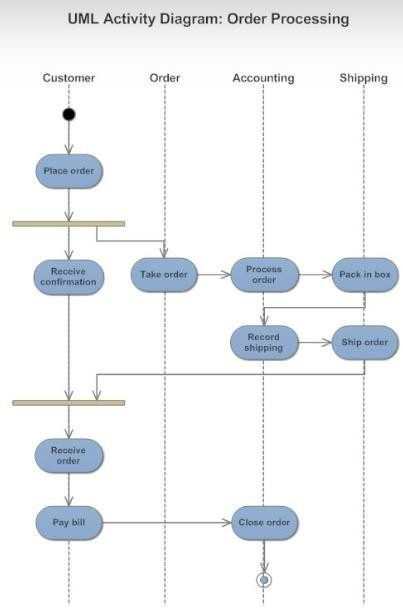 UML Activity Diagram: Order Processing
Customer
Order
Accounting
Shipping
Place order
Receive
confirmation
Take order
Process
order
Pack in box
Record
shipping
Ship order
Receive
order
Pay bill
Close order